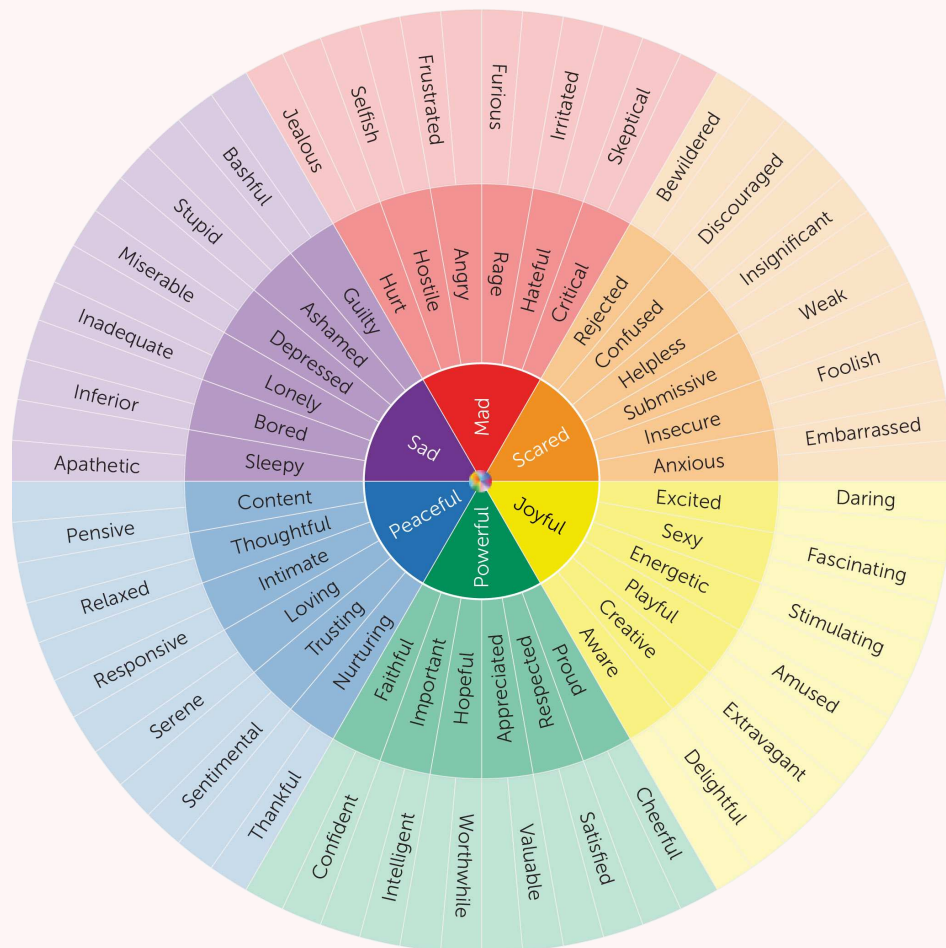 Mad
Scared
Joyful
Powerful
Peaceful
Sad
Hurt
Hostile
Angry
Rage
Hateful
Critical
Rejected
Confused
Helpless
Submissive
Insecure
Anxious
Excited
Sexy
Energetic
Playful
Creative
Aware
Proud
Respected
Appreciated
Hopeful
Important
Faithful
Nurturing
Trusting
Loving
Intimate
Thoughtful
Content
Sleepy
Bored
Lonely
Depressed
Ashamed
Guilty
Jealous
Selfish
Frustrated
Furious
Irritated
Skeptical
Bewildered
Discouraged
Insignificant
Weak
Foolish
Embarrassed
Daring
Fascinating
Stimulating
Amused
Extravagant
Delightful
Cheerful
Satisfied
Valuable
Worthwhile
Intelligent
Confident
Thankful
Sentimental
Serene
Responsive
Relaxed
Pensive
Apathetic
Inferior
Inadequate
Miserable
Stupid
Bashful